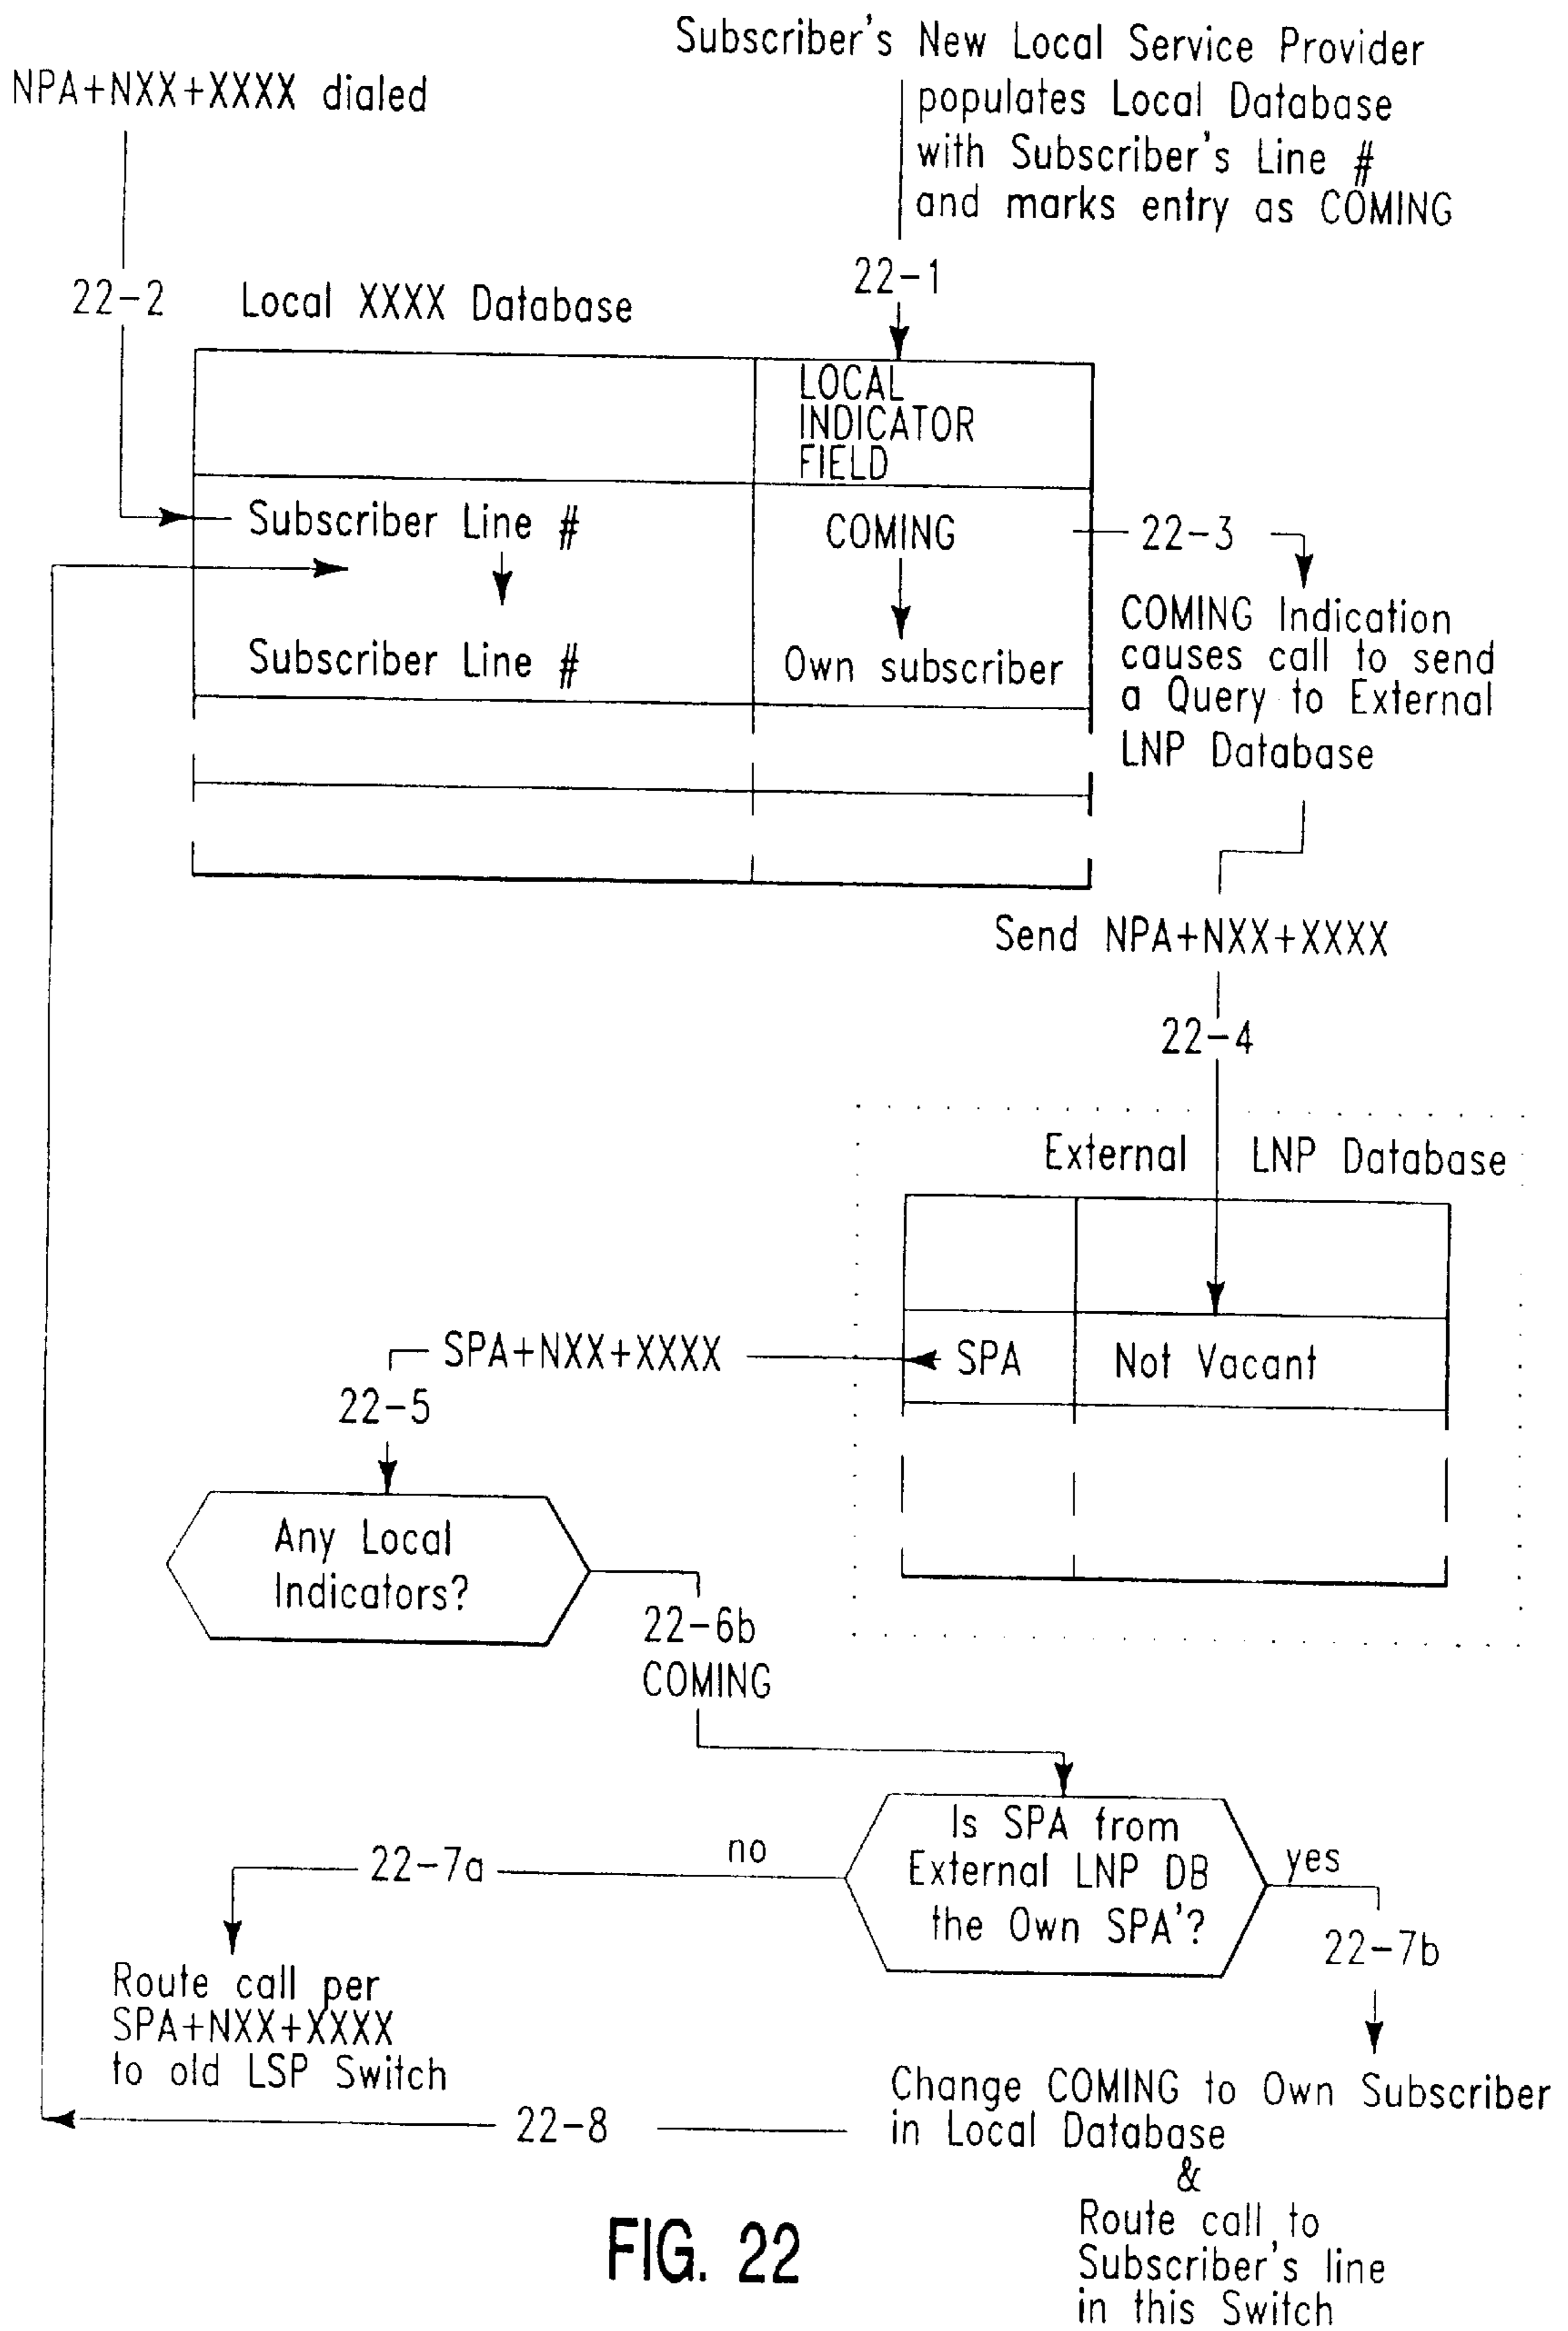 Subscriber's New Local Service Provider
populates Local Database
with Subscriber's Line #
and marks entry as COMING
NPA+NXX+XXXX dialed
22-1
22-2
Local XXXX Database
LOCAL
INDICATOR
FIELD
Subscriber Line #
COMING
22-3
Subscriber Line #
Own subscriber
COMING Indication
causes call to send
a Query to External
LNP Database
Send NPA+NXX+XXXX
22-4
External LNP Database
SPA+NXX+XXXX
SPA
Not Vacant
22-5
Any Local
Indicators?
22-6b
COMING
Is SPA from
External LNP DB
the Own SPA'?
no
yes
22-7a
22-7b
Route call per
SPA+NXX+XXXX
to old LSP Switch
Change COMING to Own Subscriber
in Local Database
&
Route call to
Subscriber's line
in this Switch
22-8
FIG. 22